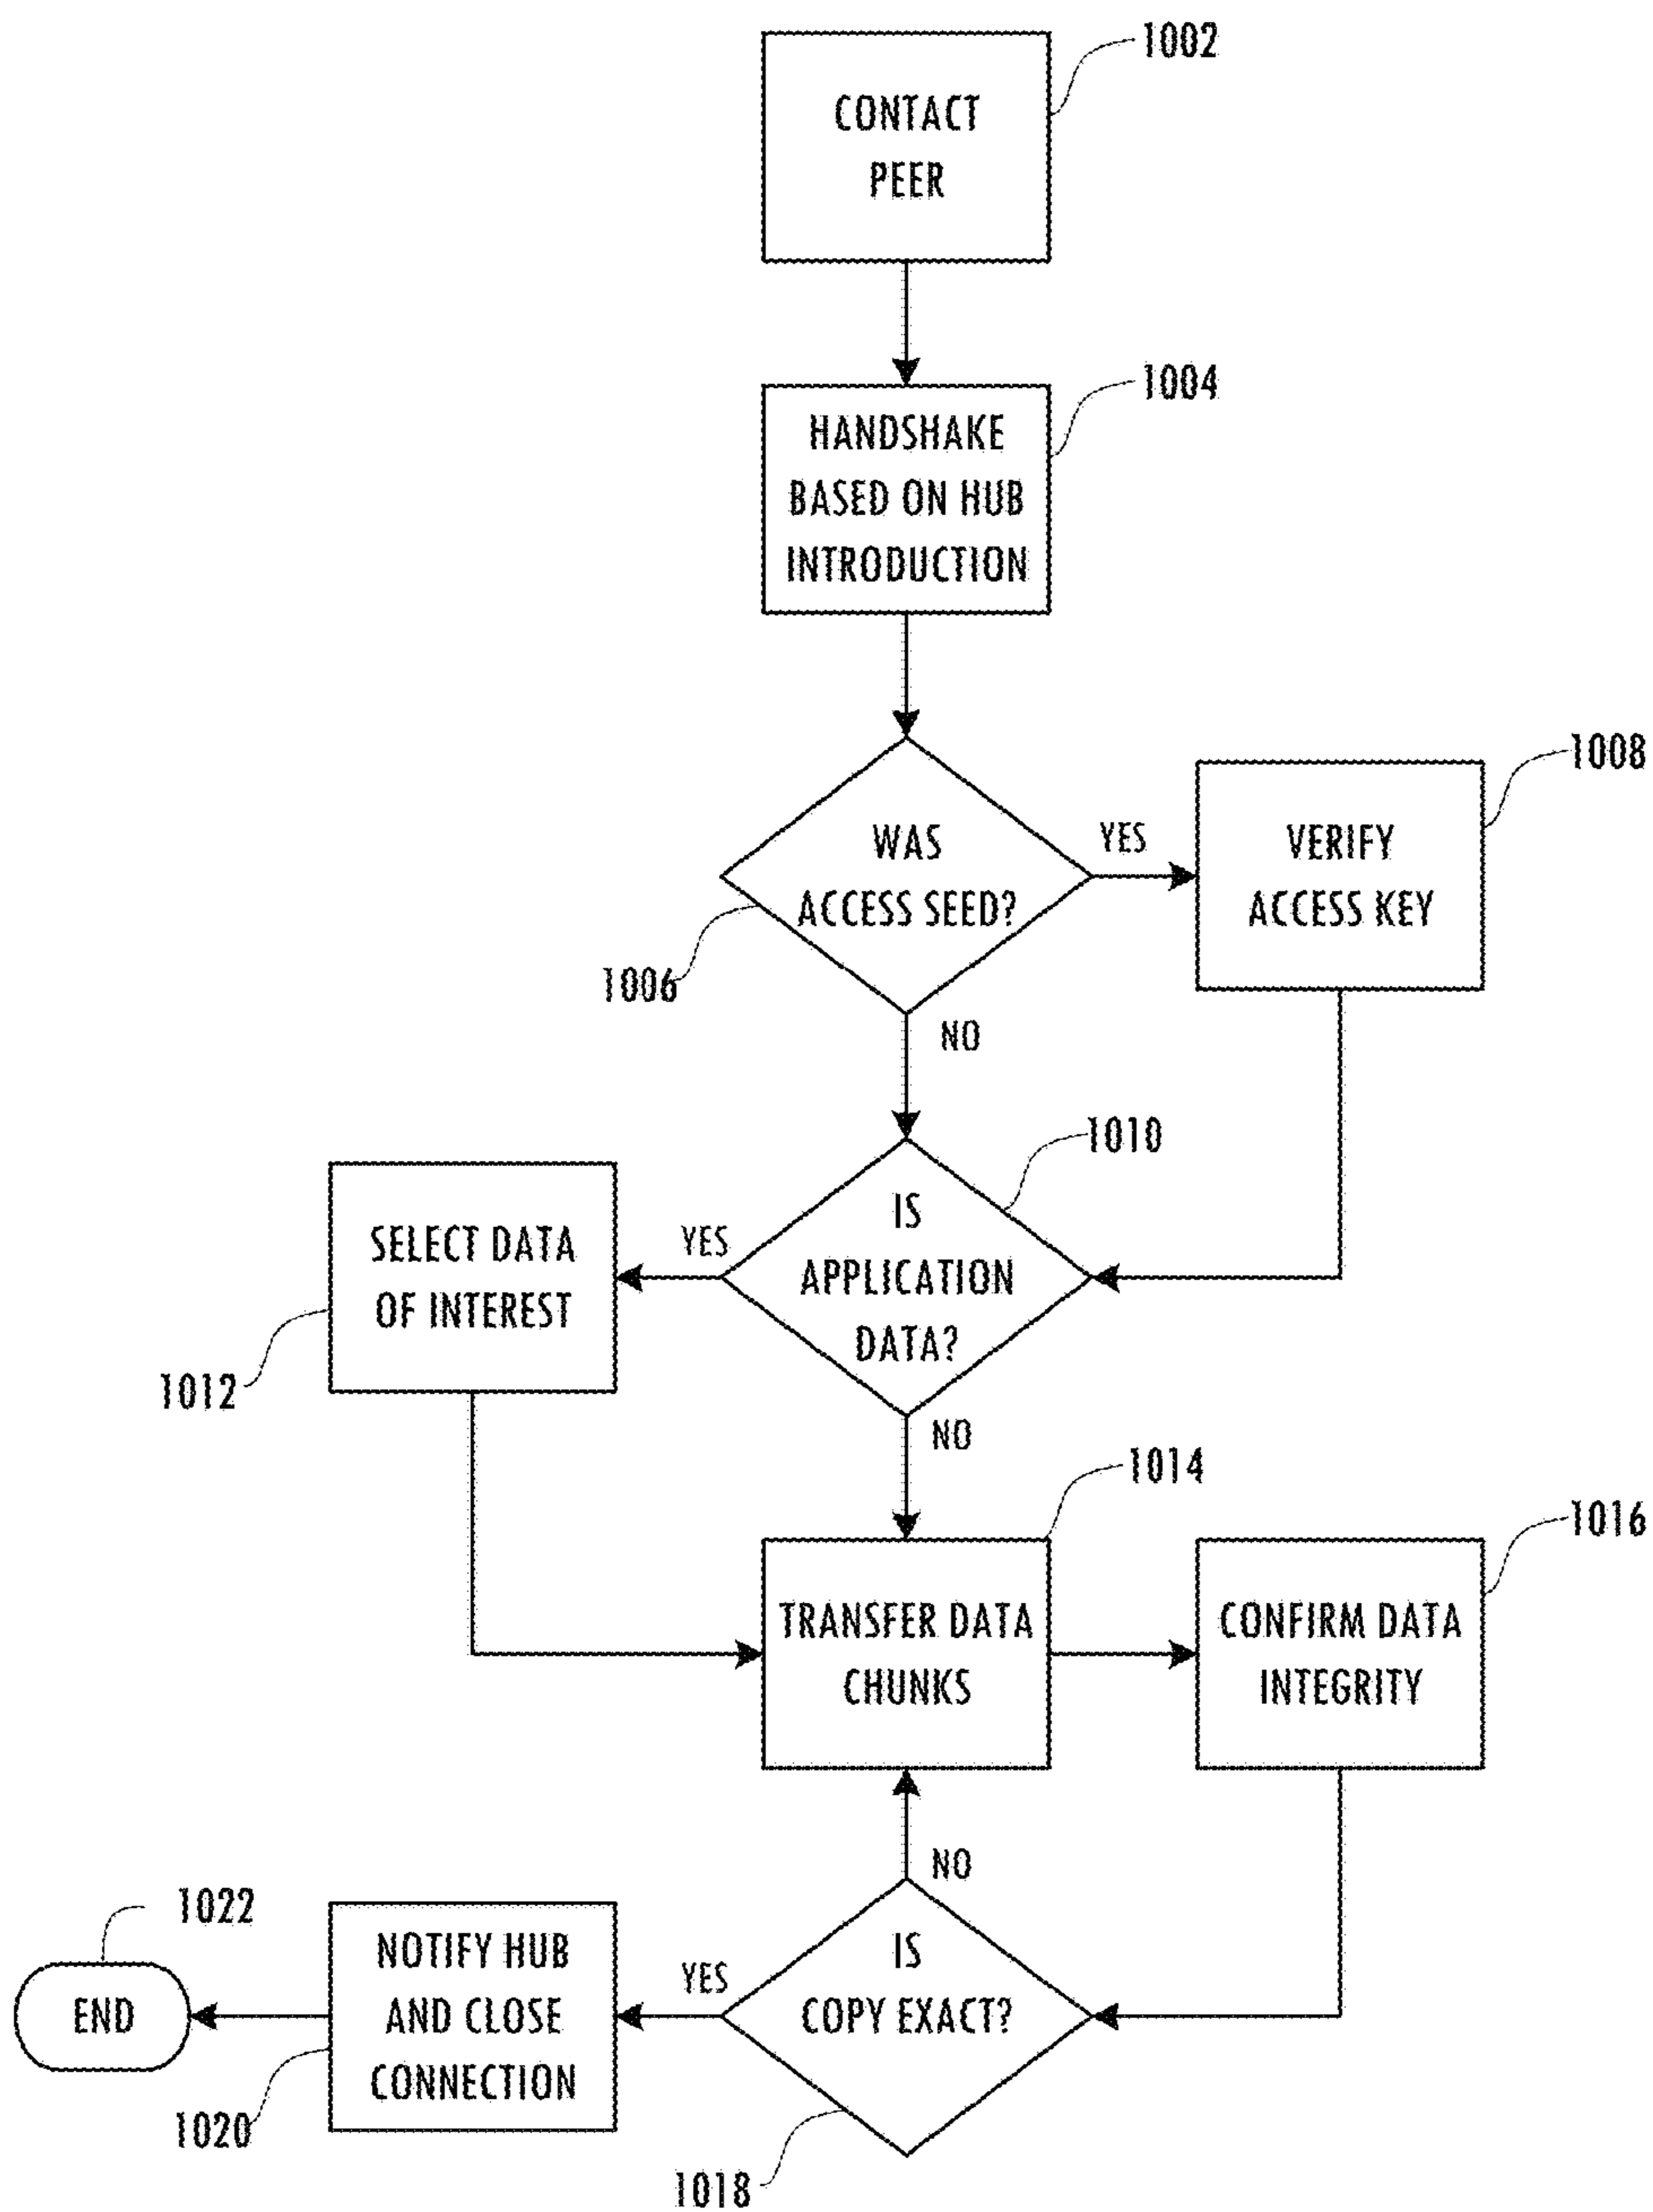 1002
CONTACT
PEER
1004
HANDSHAKE
BASED ON HUB
INTRODUCTION
1008
WAS
ACCESS SEED?
YES
VERIFY
ACCESS KEY
1006
NO
1010
SELECT DATA
OF INTEREST
YES
IS
APPLICATION
DATA?
1012
NO
1014
1016
TRANSFER DATA
CHUNKS
CONFIRM DATA
INTEGRITY
NO
1022
END
NOTIFY HUB
AND CLOSE
CONNECTION
YES
IS
COPY EXACT?
1020
1018